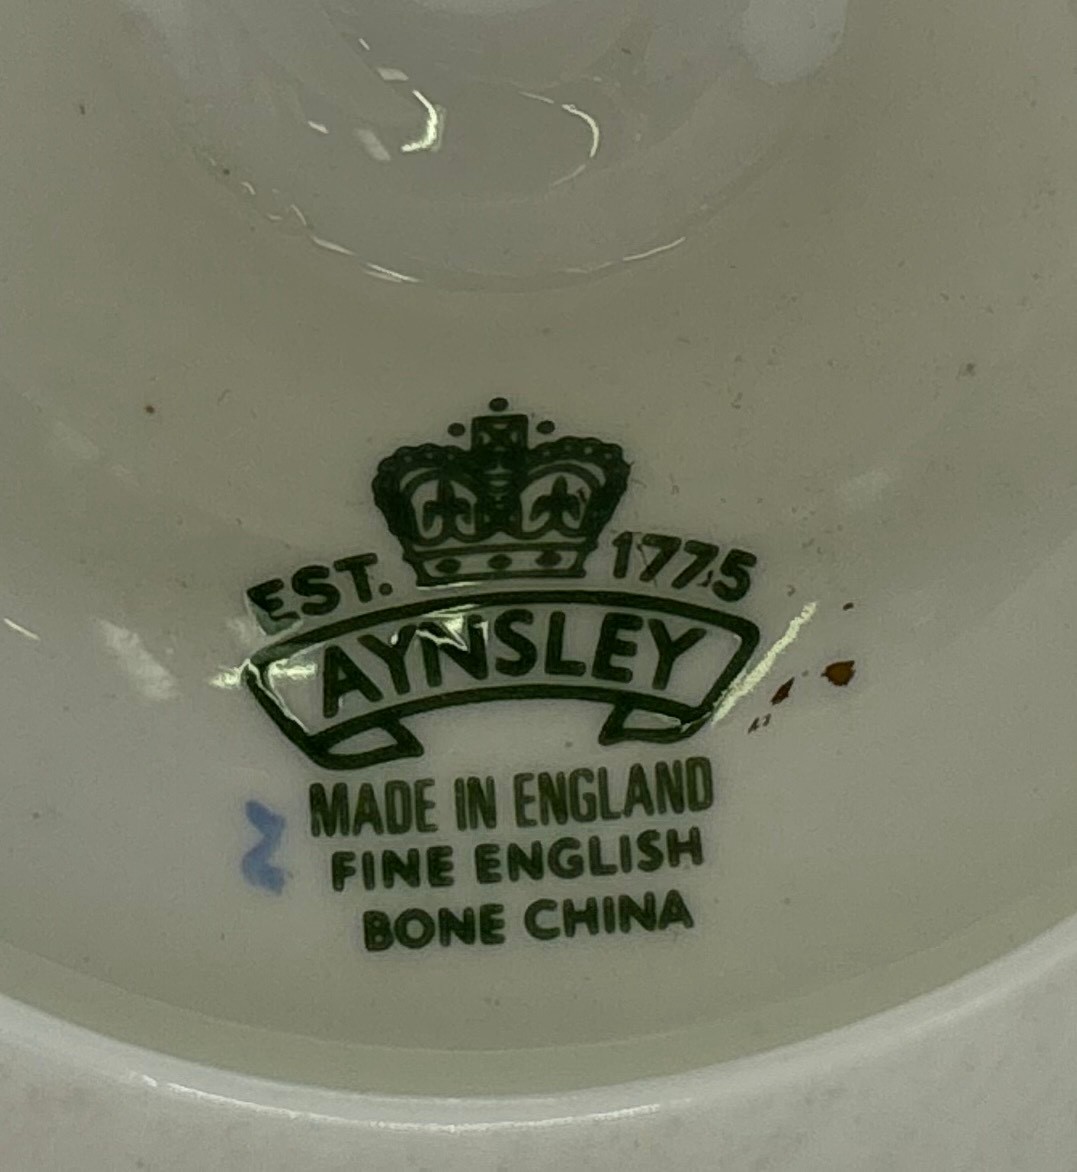 EST. 1775
AYNSLEY
MADE IN ENGLAND
FINE ENGLISH
BONE CHINA